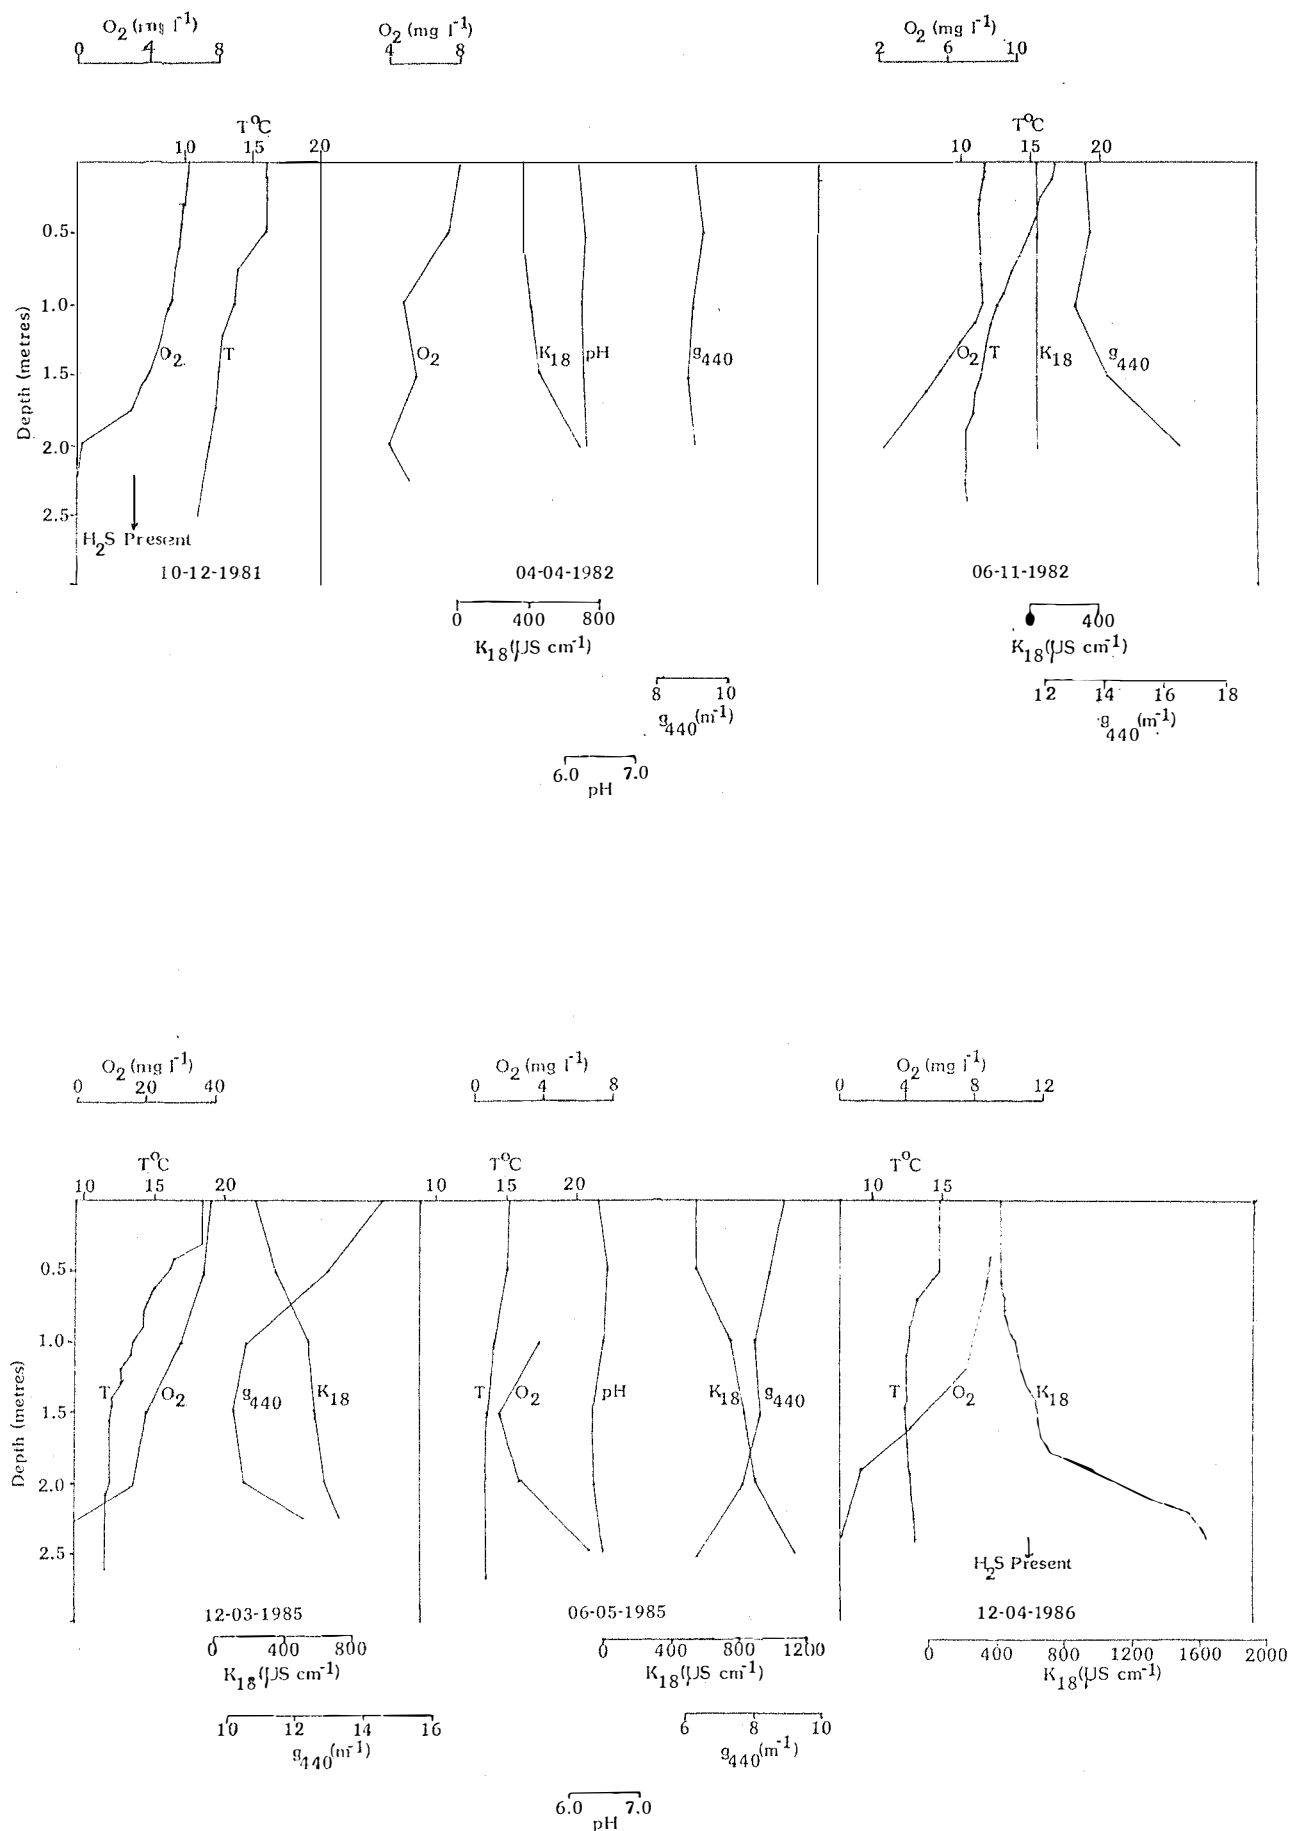 O2 (mg l-1) O2 (mg l-1) O2 (mg l-1)
0 4 8 4 8 2 6 10
T°C T°C
10 15 20 10 15 20
0.5
1.0
1.5
2.0
2.5
Depth (metres)
O2 T O2 K18 pH g440 O2 T K18 g440
H2S Present
10-12-1981 04-04-1982 06-11-1982
0 400 800 400
K18 (µS cm-1) K18 (µS cm-1)
8 10 12 14 16 18
g440 (m-1) g440 (m-1)
6.0 7.0
pH
O2 (mg l-1) O2 (mg l-1) O2 (mg l-1)
0 20 40 0 4 8 0 4 8 12
T°C T°C T°C
10 15 20 10 15 20 10 15
0.5
1.0
1.5
2.0
2.5
Depth (metres)
T O2 g440 K18 T O2 pH K18 g440 T O2 K18
H2S Present
12-03-1985 06-05-1985 12-04-1986
0 400 800 0 400 800 1200 0 400 800 1200 1600 2000
K18 (µS cm-1) K18 (µS cm-1) K18 (µS cm-1)
10 12 14 16 6 8 10
g440 (m-1) g440 (m-1)
6.0 7.0
pH